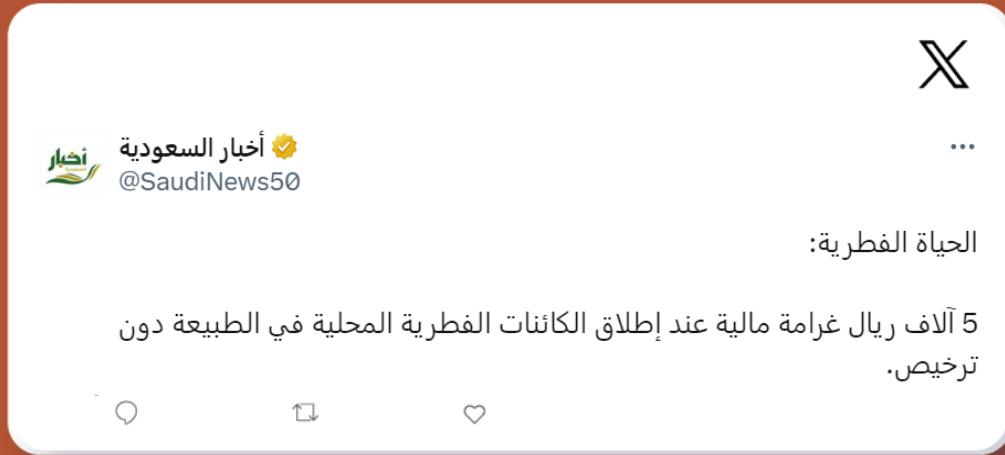 أخبار
أخبار السعودية
@SaudiNews50
الحياة الفطرية:
5 آلاف ريال غرامة مالية عند إطلاق الكائنات الفطرية المحلية في الطبيعة دون
ترخيص.